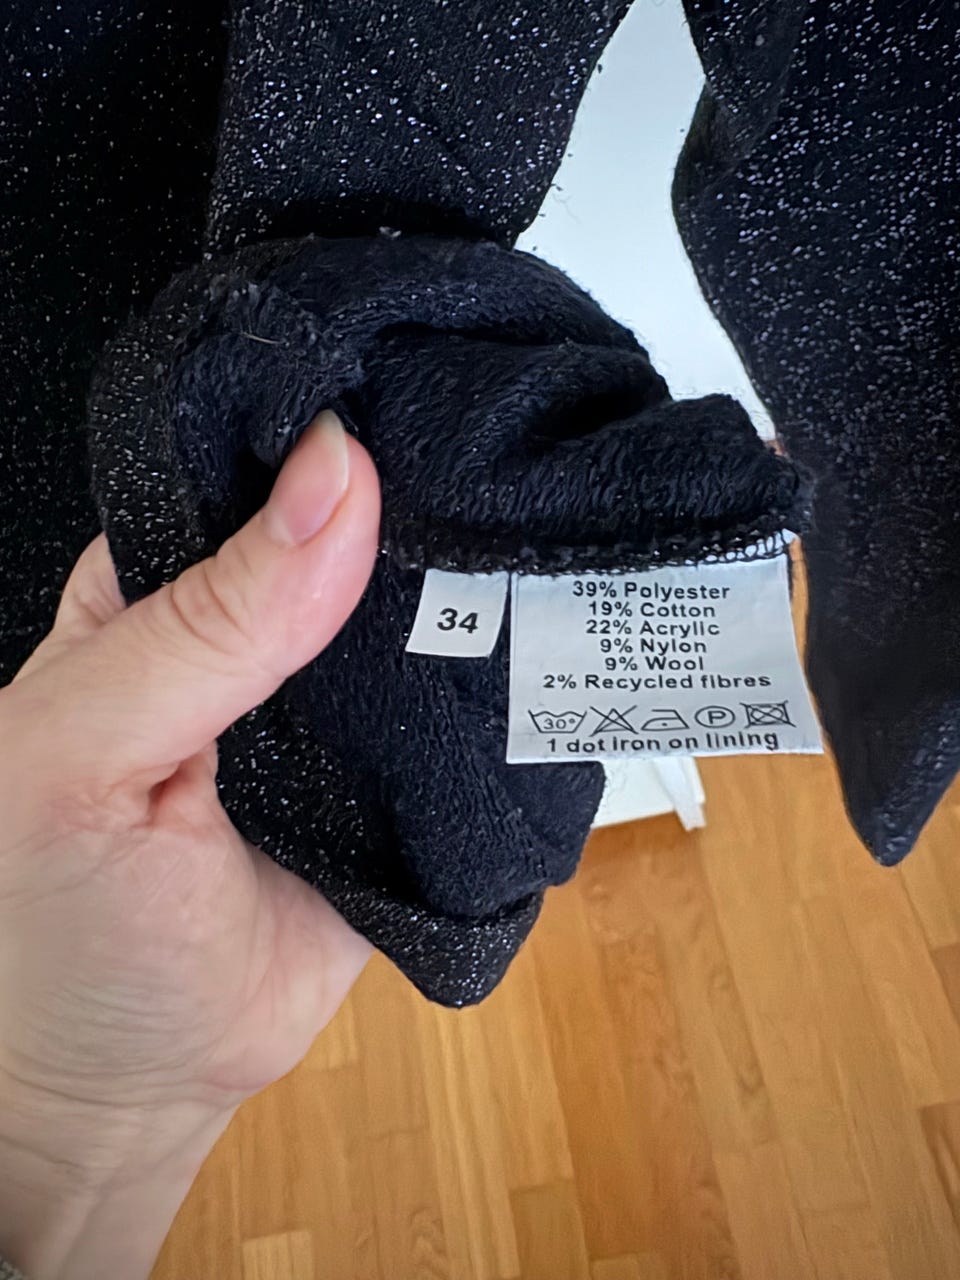 34
39% Polyester
19% Cotton
22% Acrylic
9% Nylon
9% Wool
2% Recycled fibres
30° P
1 dot iron on lining